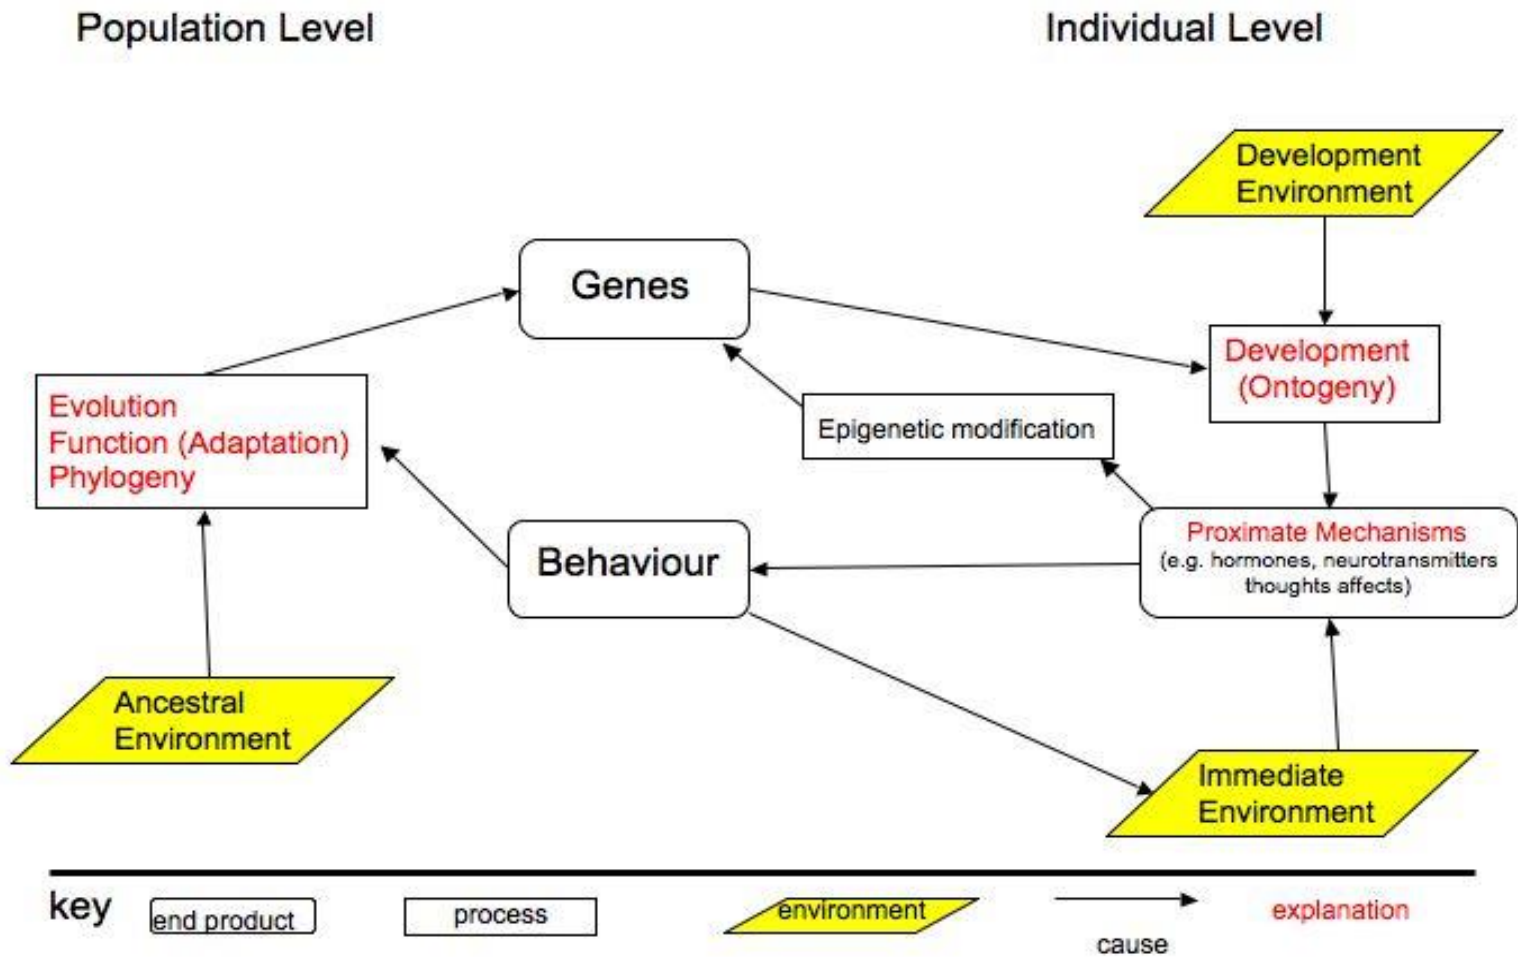 Population Level
Individual Level
Development
Environment
Genes
Development
(Ontogeny)
Evolution
Function (Adaptation)
Phylogeny
Epigenetic modification
Behaviour
Proximate Mechanisms
(e.g. hormones, neurotransmitters
thoughts affects)
Ancestral
Environment
Immediate
Environment
key
end product
process
environment
cause
explanation